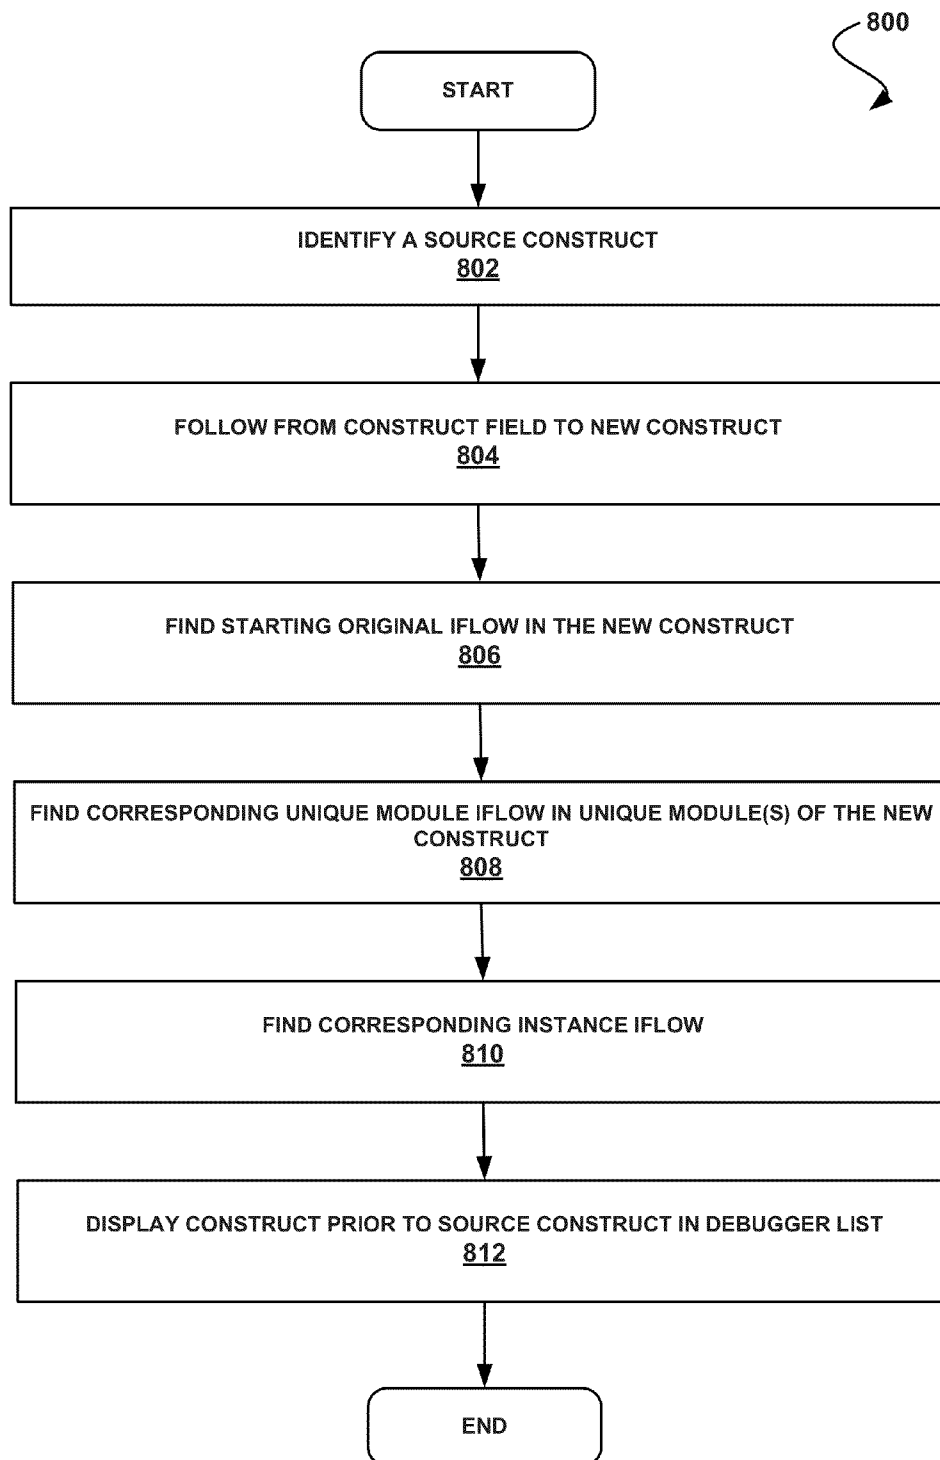 800
START
IDENTIFY A SOURCE CONSTRUCT
802
FOLLOW FROM CONSTRUCT FIELD TO NEW CONSTRUCT
804
FIND STARTING ORIGINAL IFLOW IN THE NEW CONSTRUCT
806
FIND CORRESPONDING UNIQUE MODULE IFLOW IN UNIQUE MODULE(S) OF THE NEW
CONSTRUCT
808
FIND CORRESPONDING INSTANCE IFLOW
810
DISPLAY CONSTRUCT PRIOR TO SOURCE CONSTRUCT IN DEBUGGER LIST
812
END